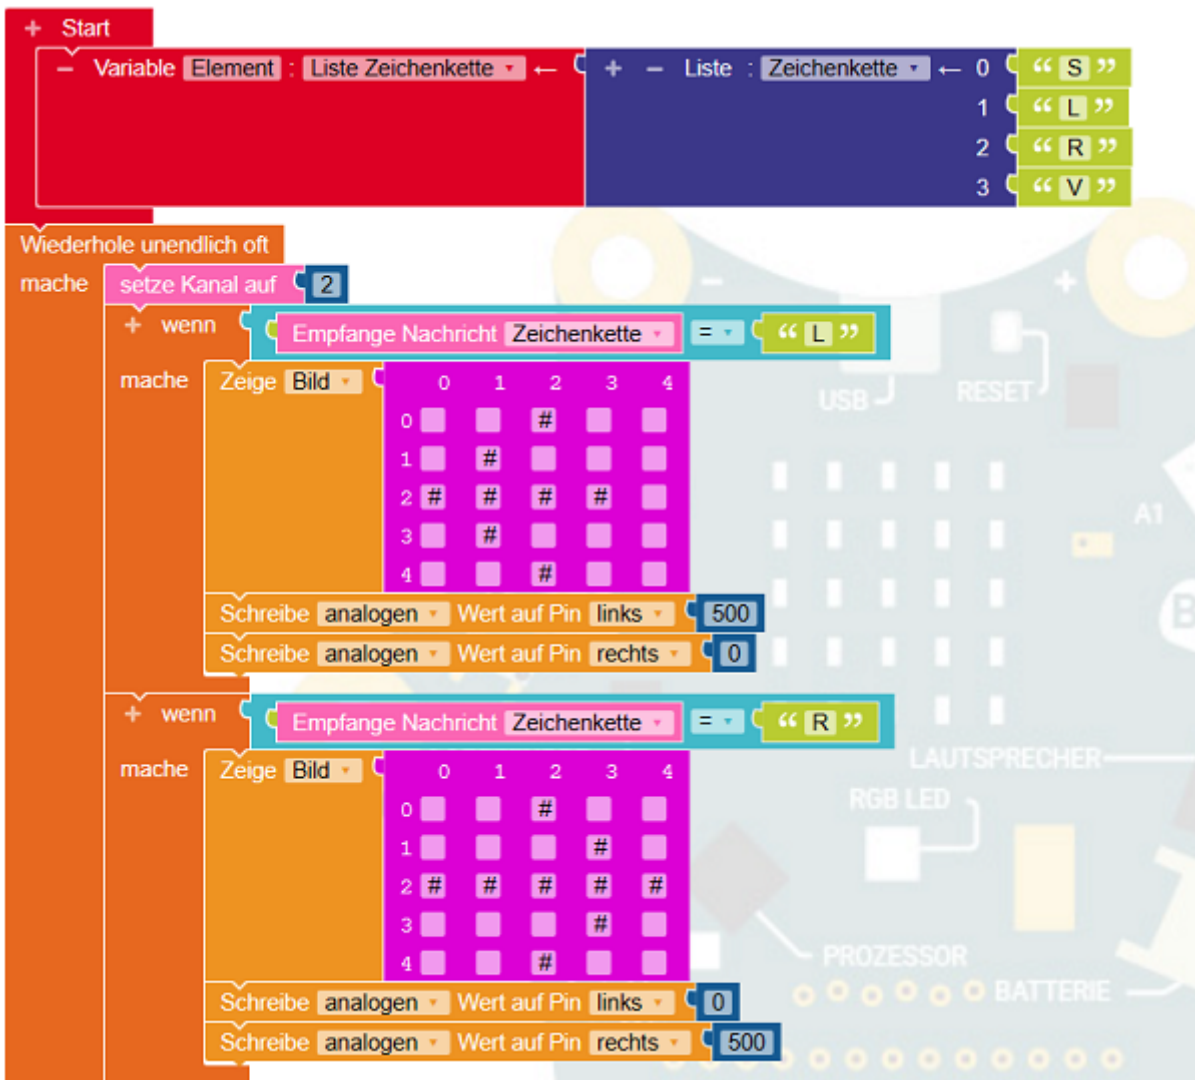 + Start
− Variable Element : Liste Zeichenkette ← + − Liste : Zeichenkette ← 0 “ S ”
1 “ L ”
2 “ R ”
3 “ V ”
Wiederhole unendlich oft
mache setze Kanal auf 2
+ wenn Empfange Nachricht Zeichenkette = “ L ”
mache Zeige Bild 0 1 2 3 4
0 #
1 #
2 # # # #
3 #
4 #
USB RESET
A1
B
Schreibe analogen Wert auf Pin links 500
Schreibe analogen Wert auf Pin rechts 0
+ wenn Empfange Nachricht Zeichenkette = “ R ”
LAUTSPRECHER
mache Zeige Bild 0 1 2 3 4
RGB LED
0 #
1 #
2 # # # # #
3 #
4 #
PROZESSOR
BATTERIE
Schreibe analogen Wert auf Pin links 0
Schreibe analogen Wert auf Pin rechts 500